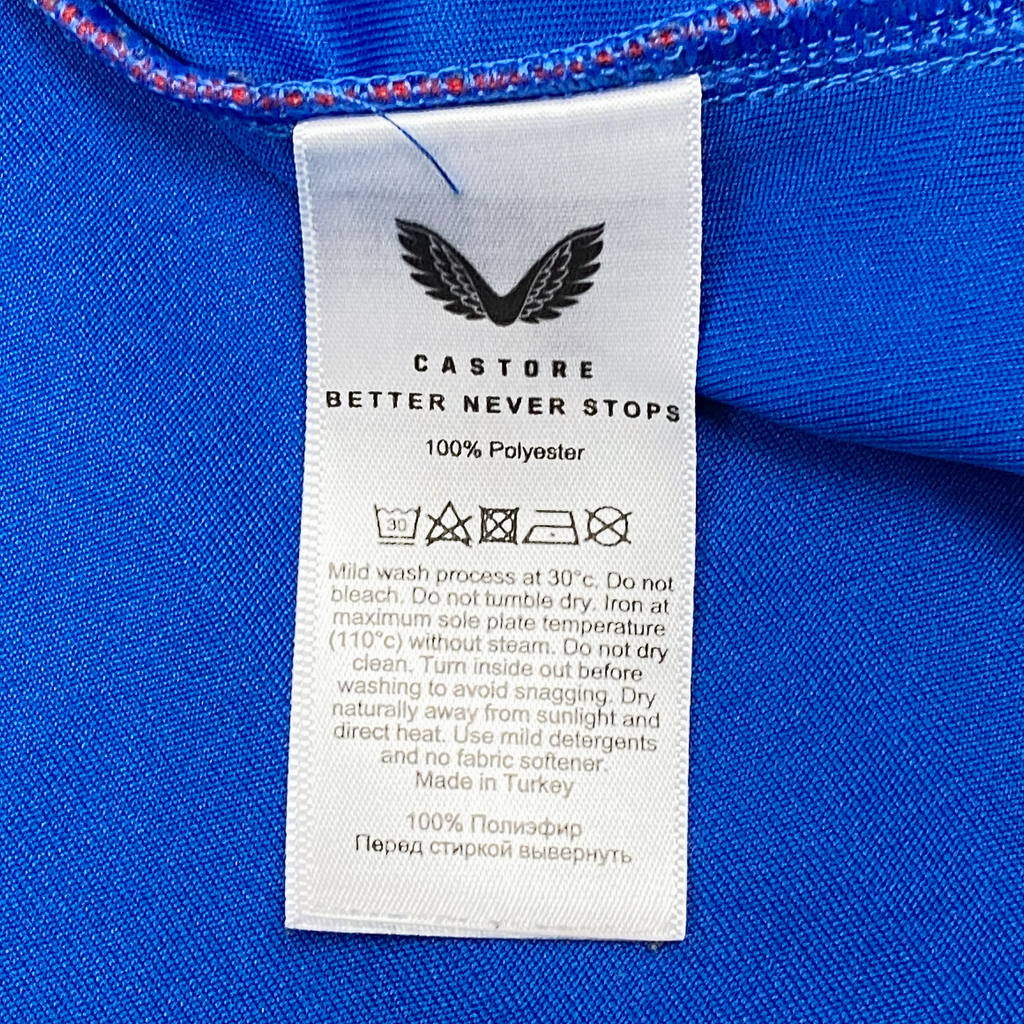 CASTORE
BETTER NEVER STOPS
100% Polyester
30
Mild wash process at 30°c. Do not
bleach. Do not tumble dry. Iron at
maximum sole plate temperature
(110°c) without steam. Do not dry
clean. Turn inside out before
washing to avoid snagging. Dry
naturally away from sunlight and
direct heat. Use mild detergents
and no fabric softener.
Made in Turkey
100% Полиэфир
Перед стиркой вывернуть